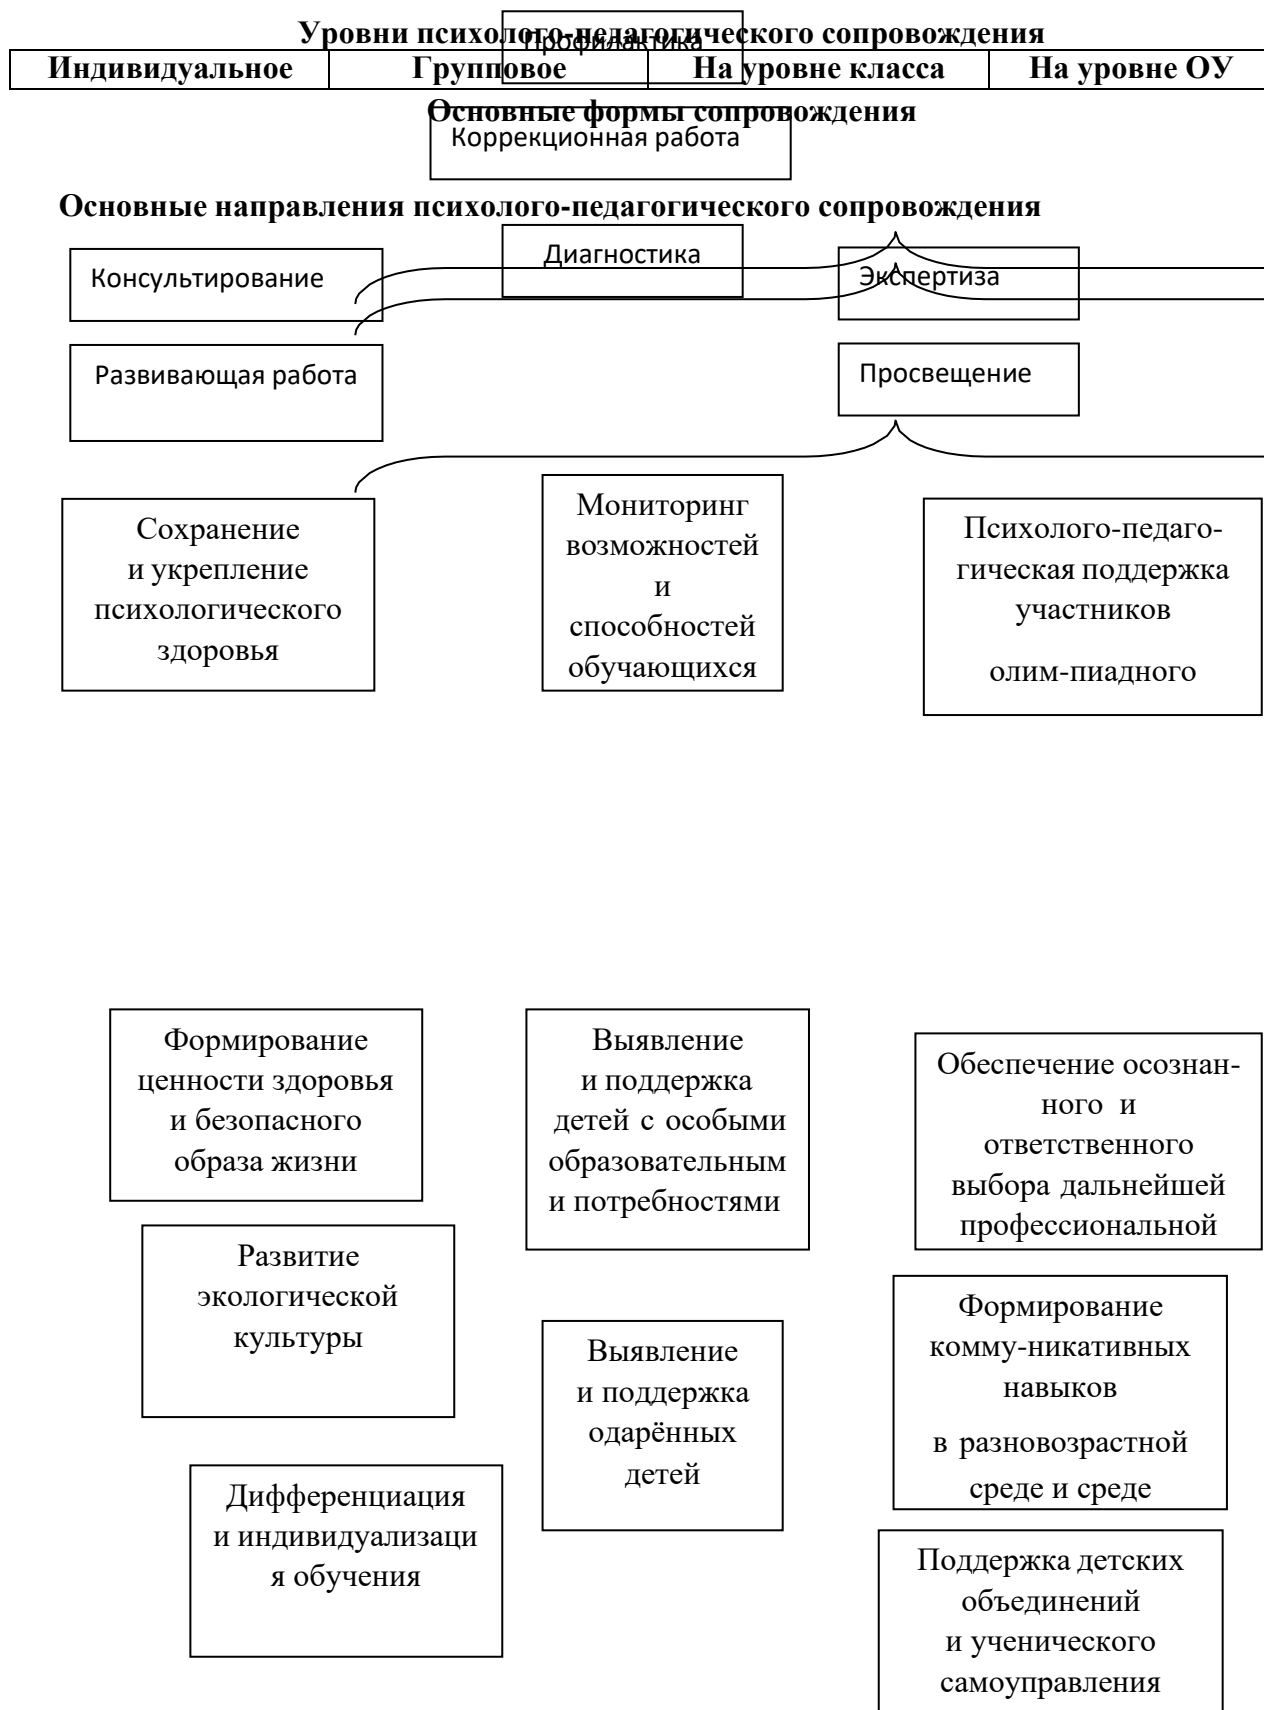 Уровни психолого-педагогического сопровождения
Профилактика
Индивидуальное
Групповое
На уровне класса
На уровне ОУ
Основные формы сопровождения
Коррекционная работа
Основные направления психолого-педагогического сопровождения
Консультирование
Диагностика
Экспертиза
Развивающая работа
Просвещение
Сохранение
и укрепление
психологического
здоровья
Мониторинг
возможностей
и
способностей
обучающихся
Психолого-педаго-
гическая поддержка
участников
олим-пиадного
Формирование
ценности здоровья
и безопасного
образа жизни
Выявление
и поддержка
детей с особыми
образовательным
и потребностями
Обеспечение осознан-
ного и
ответственного
выбора дальнейшей
профессиональной
Развитие
экологической
культуры
Выявление
и поддержка
одарённых
детей
Формирование
комму-никативных
навыков
в разновозрастной
среде и среде
Дифференциация
и индивидуализаци
я обучения
Поддержка детских
объединений
и ученического
самоуправления